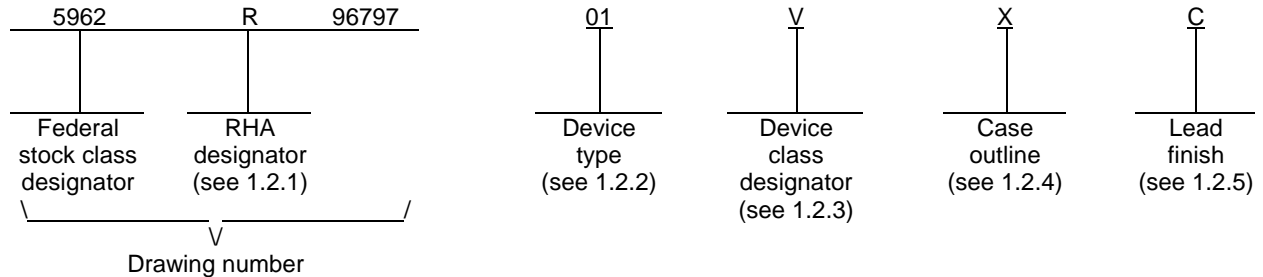 5962 R 96797 01 V X C
Federal stock class designator
RHA designator (see 1.2.1)
Device type (see 1.2.2)
Device class designator (see 1.2.3)
Case outline (see 1.2.4)
Lead finish (see 1.2.5)
\ /
\/
Drawing number